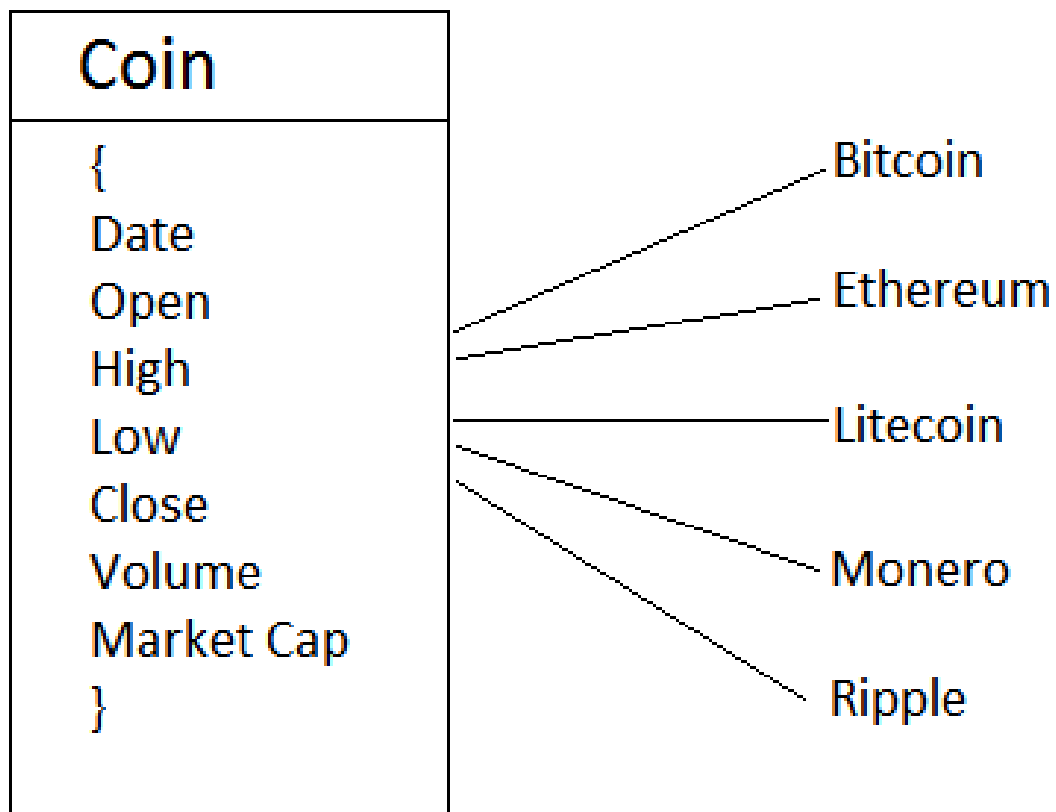 Coin
{
Date
Open
High
Low
Close
Volume
Market Cap
}
Bitcoin
Ethereum
Litecoin
Monero
Ripple